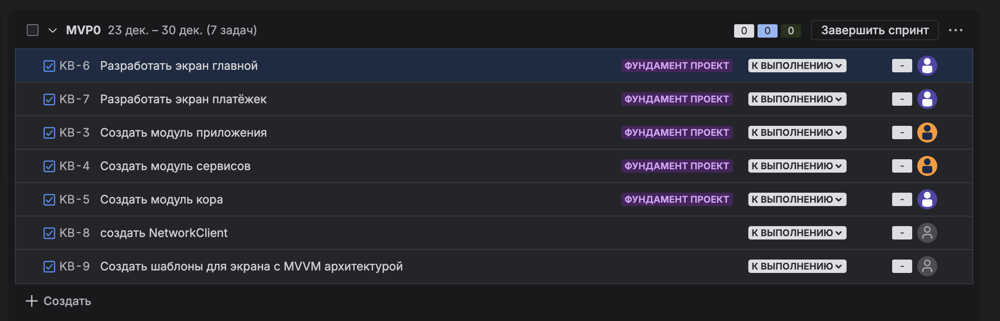 MVP0 23 дек. – 30 дек. (7 задач) 0 0 0 Завершить спринт
KB-6 Разработать экран главной ФУНДАМЕНТ ПРОЕКТ К ВЫПОЛНЕНИЮ -
KB-7 Разработать экран платёжек ФУНДАМЕНТ ПРОЕКТ К ВЫПОЛНЕНИЮ -
KB-3 Создать модуль приложения ФУНДАМЕНТ ПРОЕКТ К ВЫПОЛНЕНИЮ -
KB-4 Создать модуль сервисов ФУНДАМЕНТ ПРОЕКТ К ВЫПОЛНЕНИЮ -
KB-5 Создать модуль кора ФУНДАМЕНТ ПРОЕКТ К ВЫПОЛНЕНИЮ -
KB-8 создать NetworkClient К ВЫПОЛНЕНИЮ -
KB-9 Создать шаблоны для экрана с MVVM архитектурой К ВЫПОЛНЕНИЮ -
Создать